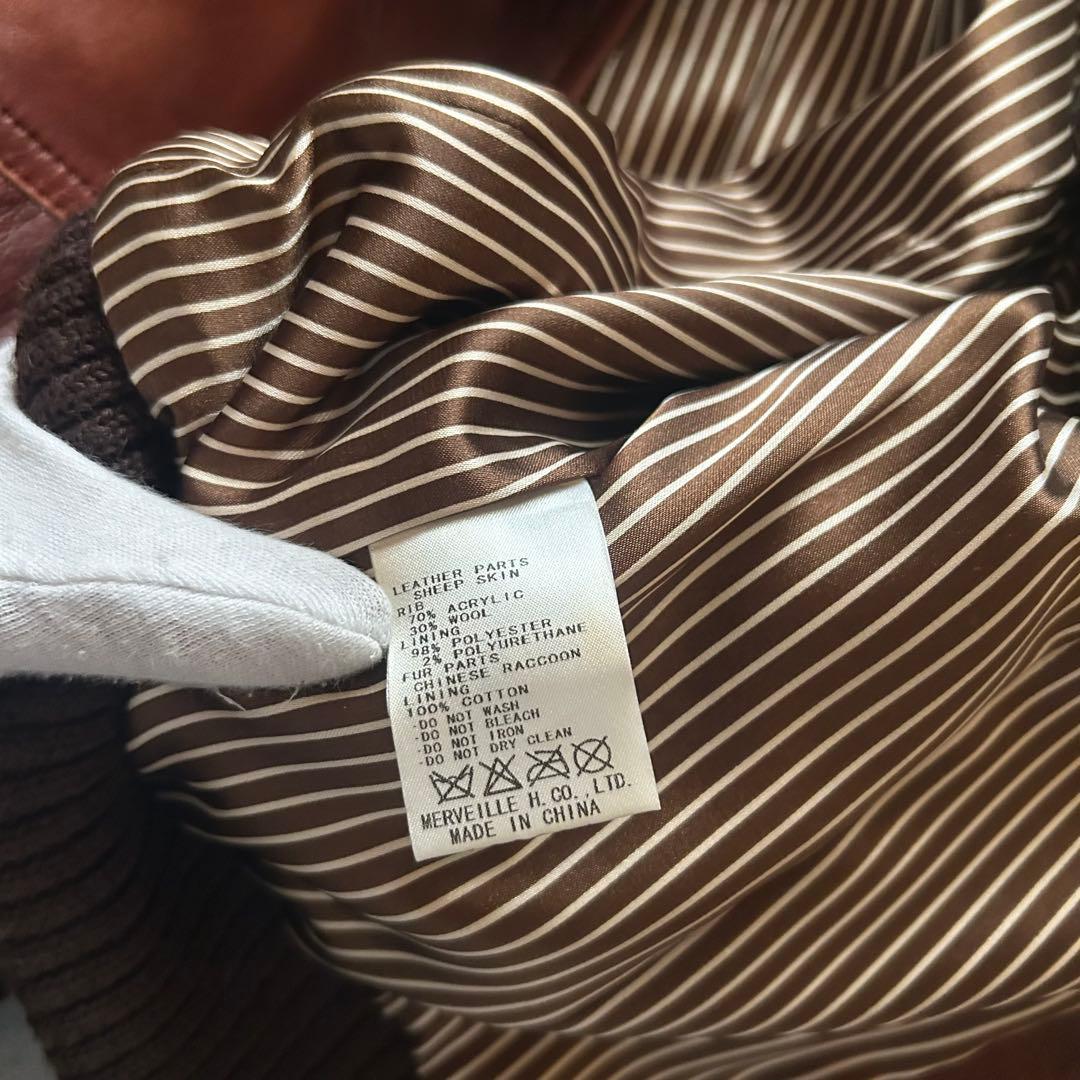 LEATHER PARTS
SHEEP SKIN
RIB
70% ACRYLIC
30% WOOL
LINING
98% POLYESTER
2% POLYURETHANE
FUR PARTS
CHINESE RACCOON
LINING
100% COTTON
-DO NOT WASH
-DO NOT BLEACH
-DO NOT IRON
-DO NOT DRY CLEAN
MERVEILLE H. CO.,LTD.
MADE IN CHINA